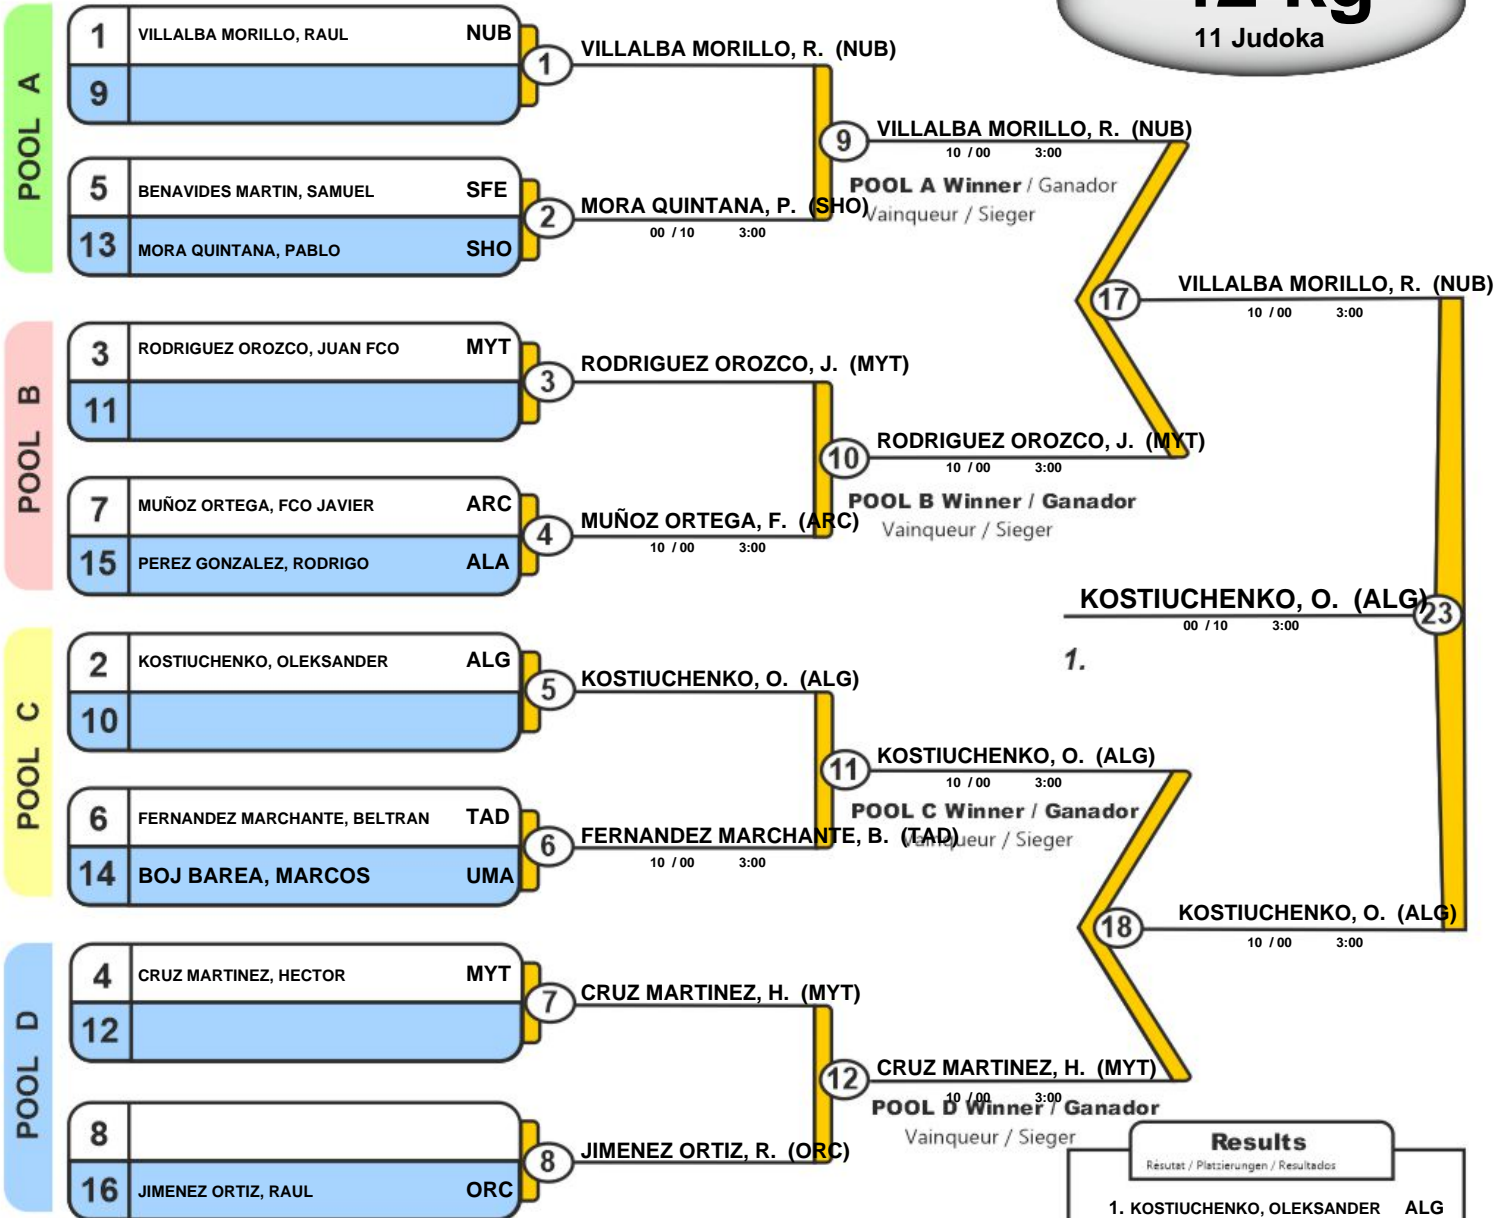 42 kg
11 Judoka
POOL A
1 VILLALBA MORILLO, RAUL NUB
9
5 BENAVIDES MARTIN, SAMUEL SFE
13 MORA QUINTANA, PABLO SHO
1 VILLALBA MORILLO, R. (NUB)
2 MORA QUINTANA, P. (SHO)
00 / 10 3:00
9 VILLALBA MORILLO, R. (NUB)
10 / 00 3:00
POOL A Winner / Ganador
Vainqueur / Sieger
POOL B
3 RODRIGUEZ OROZCO, JUAN FCO MYT
11
7 MUÑOZ ORTEGA, FCO JAVIER ARC
15 PEREZ GONZALEZ, RODRIGO ALA
3 RODRIGUEZ OROZCO, J. (MYT)
4 MUÑOZ ORTEGA, F. (ARC)
10 / 00 3:00
10 RODRIGUEZ OROZCO, J. (MYT)
10 / 00 3:00
POOL B Winner / Ganador
Vainqueur / Sieger
17 VILLALBA MORILLO, R. (NUB)
10 / 00 3:00
KOSTIUCHENKO, O. (ALG) 23
00 / 10 3:00
1.
POOL C
2 KOSTIUCHENKO, OLEKSANDER ALG
10
6 FERNANDEZ MARCHANTE, BELTRAN TAD
14 BOJ BAREA, MARCOS UMA
5 KOSTIUCHENKO, O. (ALG)
6 FERNANDEZ MARCHANTE, B. (TAD)
10 / 00 3:00
11 KOSTIUCHENKO, O. (ALG)
10 / 00 3:00
POOL C Winner / Ganador
Vainqueur / Sieger
POOL D
4 CRUZ MARTINEZ, HECTOR MYT
12
8
16 JIMENEZ ORTIZ, RAUL ORC
7 CRUZ MARTINEZ, H. (MYT)
8 JIMENEZ ORTIZ, R. (ORC)
12 CRUZ MARTINEZ, H. (MYT)
10 / 00 3:00
POOL D Winner / Ganador
Vainqueur / Sieger
18 KOSTIUCHENKO, O. (ALG)
10 / 00 3:00
Results
Résutat / Platzierungen / Resultados
1. KOSTIUCHENKO, OLEKSANDER ALG